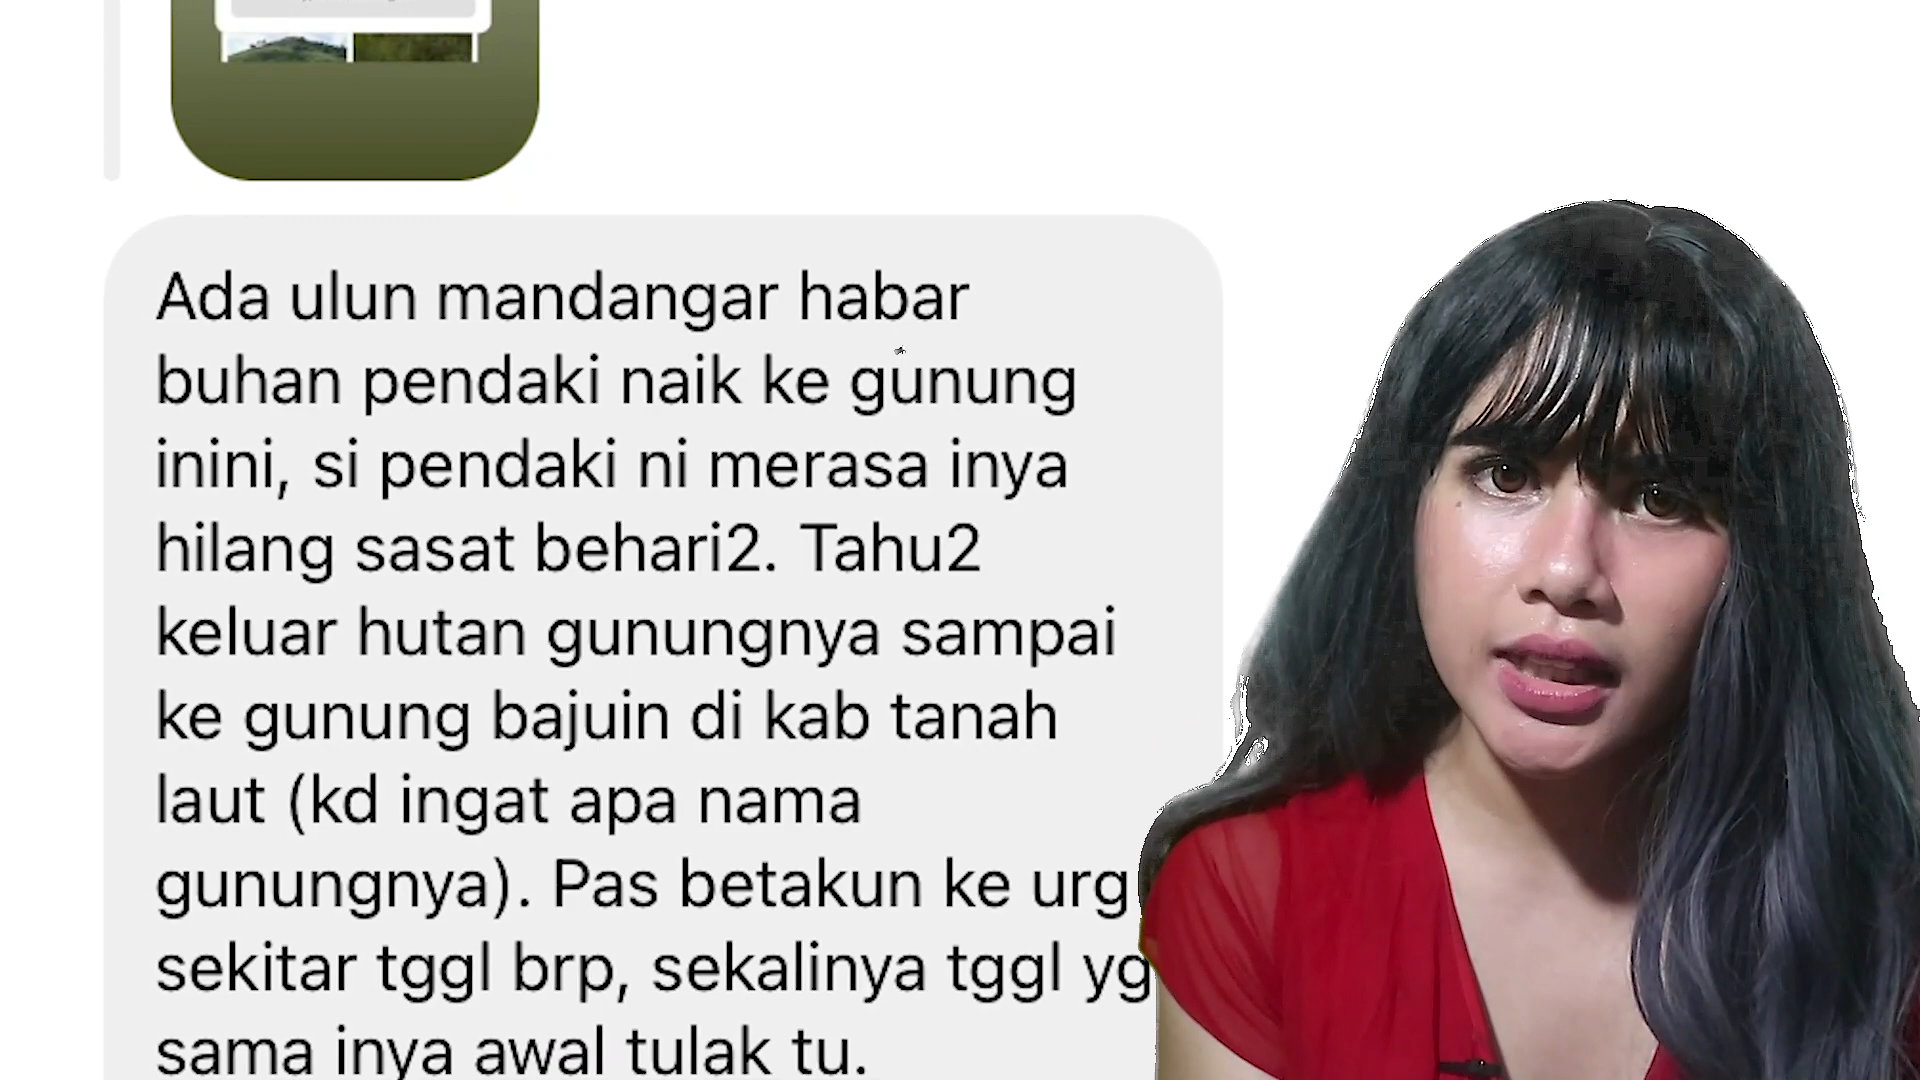 Ada ulun mandangar habar
buhan pendaki naik ke gunung
inini, si pendaki ni merasa inya
hilang sasat behari2. Tahu2
keluar hutan gunungnya sampai
ke gunung bajuin di kab tanah
laut (kd ingat apa nama
gunungnya). Pas betakun ke urg
sekitar tggl brp, sekalinya tggl yg
sama inya awal tulak tu.